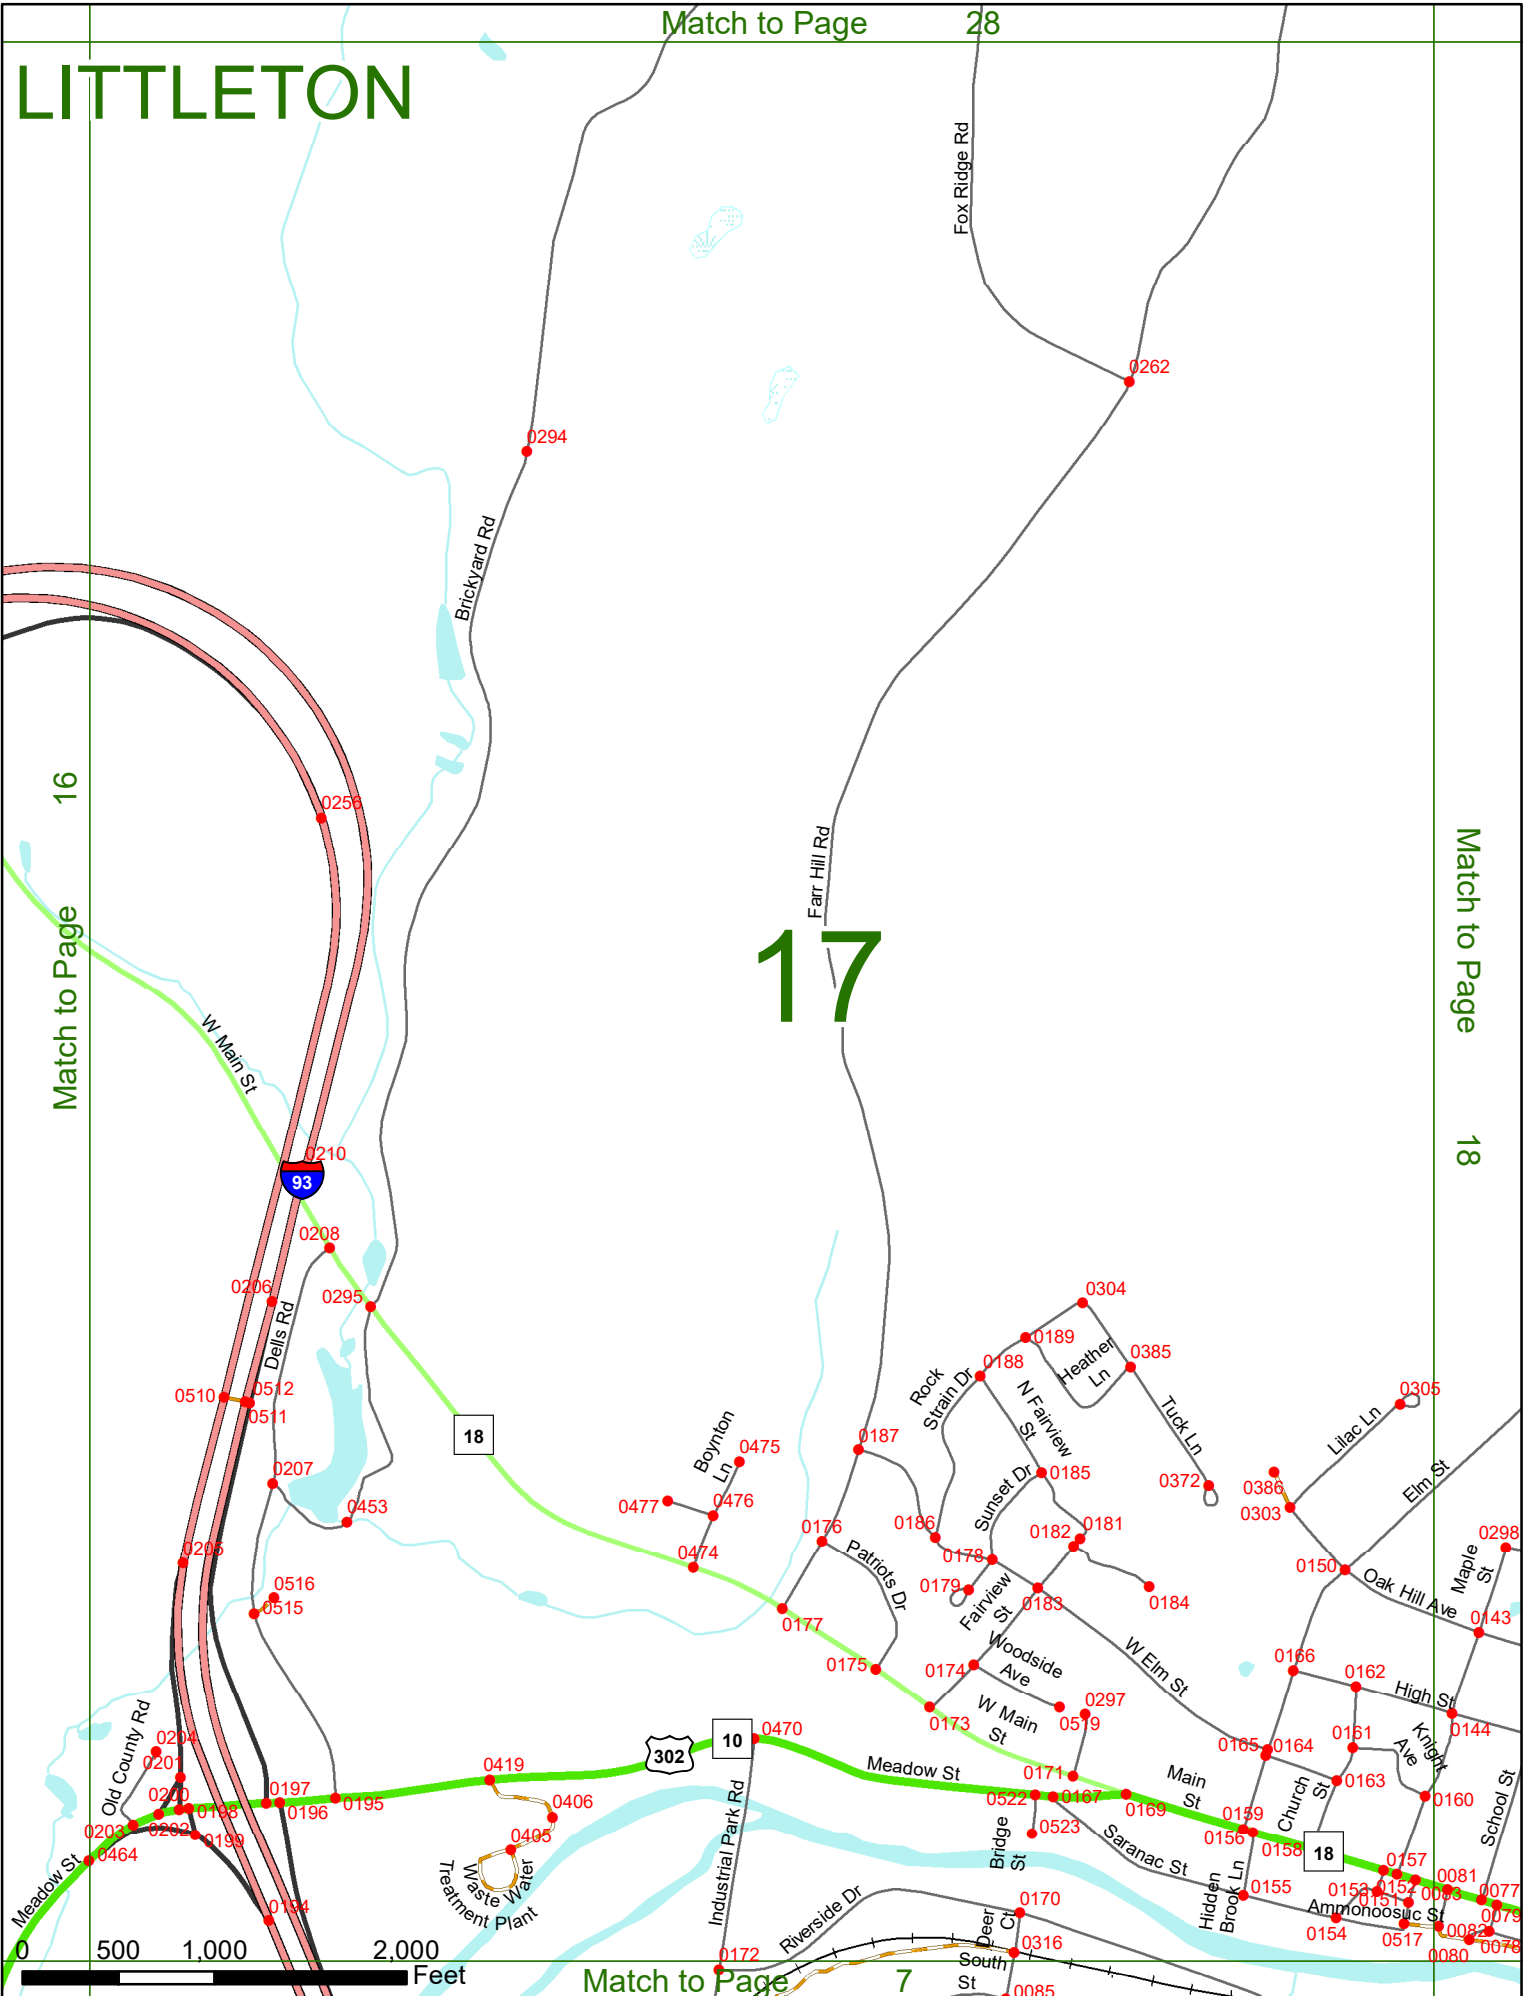 Match to Page 28
LITTLETON
Fox Ridge Rd
0262
0294
Brickyard Rd
16
Match to Page
0256
Farr Hill Rd
17
Match to Page
18
W Main St
0210
93
0208
0206
0295
Dells Rd
0304
0189
0188
0385
Heather
Ln
Rock
Strain Dr
N Fairview
St
Tuck Ln
0305
Lilac Ln
0510
0512
0511
18
Boynton
Ln
0475
0187
0185
Sunset Dr
0372
0386
0303
Elm St
0207
0477
0476
0453
0186
0176
0182
0181
0298
Maple
St
0205
0474
Patriots Dr
0178
0179
0150
Oak Hill Ave
0516
0515
Fairview
St
0183
0184
0177
0143
W Elm St
Woodside
Ave
0175
0174
0166
0162
High St
0297
0519
0173
W Main
St
0144
Old County Rd
0204
0470
10
302
0165
0164
0161
Knight
Ave
0201
0419
Meadow St
0171
Main
St
Church
St
0163
0200
0197
0198
0196
0195
0406
0522
0167
0169
0160
School St
0203
0202
0199
0405
0523
0159
0156
0158
18
0464
Meadow St
Waste Water
Treatment Plant
Industrial Park Rd
Bridge
St
Saranac St
0157
0081
0153
0152
0083
0151
0077
Hidden
Brook Ln
0155
0194
Riverside Dr
Deer
Ct
0170
Ammonoosuc St
0154
0517
0082
0079
0080
0078
0316
South
St
0172
0085
0 500 1,000 2,000
Feet
Match to Page 7